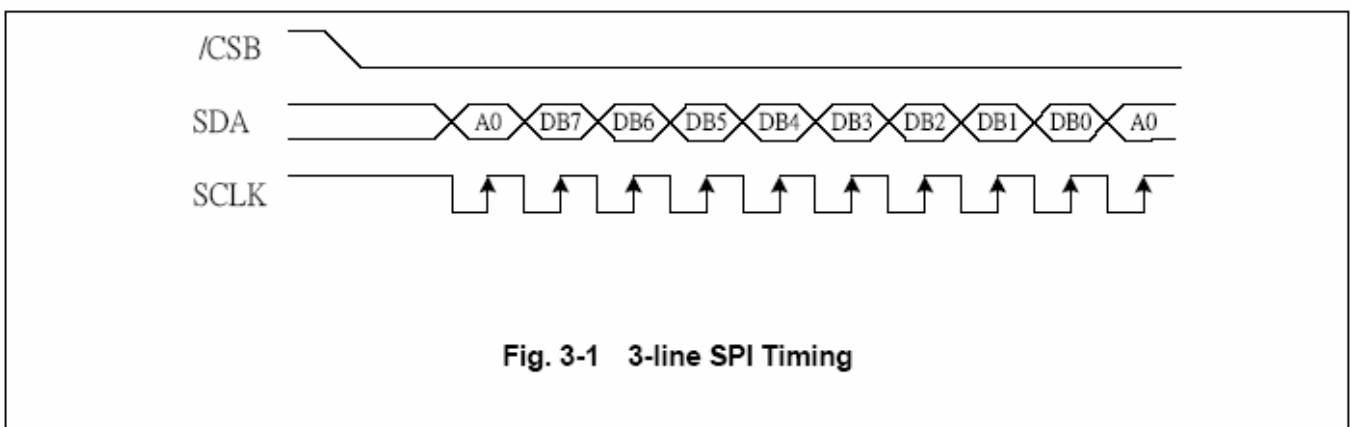 /CSB
SDA A0 DB7 DB6 DB5 DB4 DB3 DB2 DB1 DB0 A0
SCLK
Fig. 3-1 3-line SPI Timing